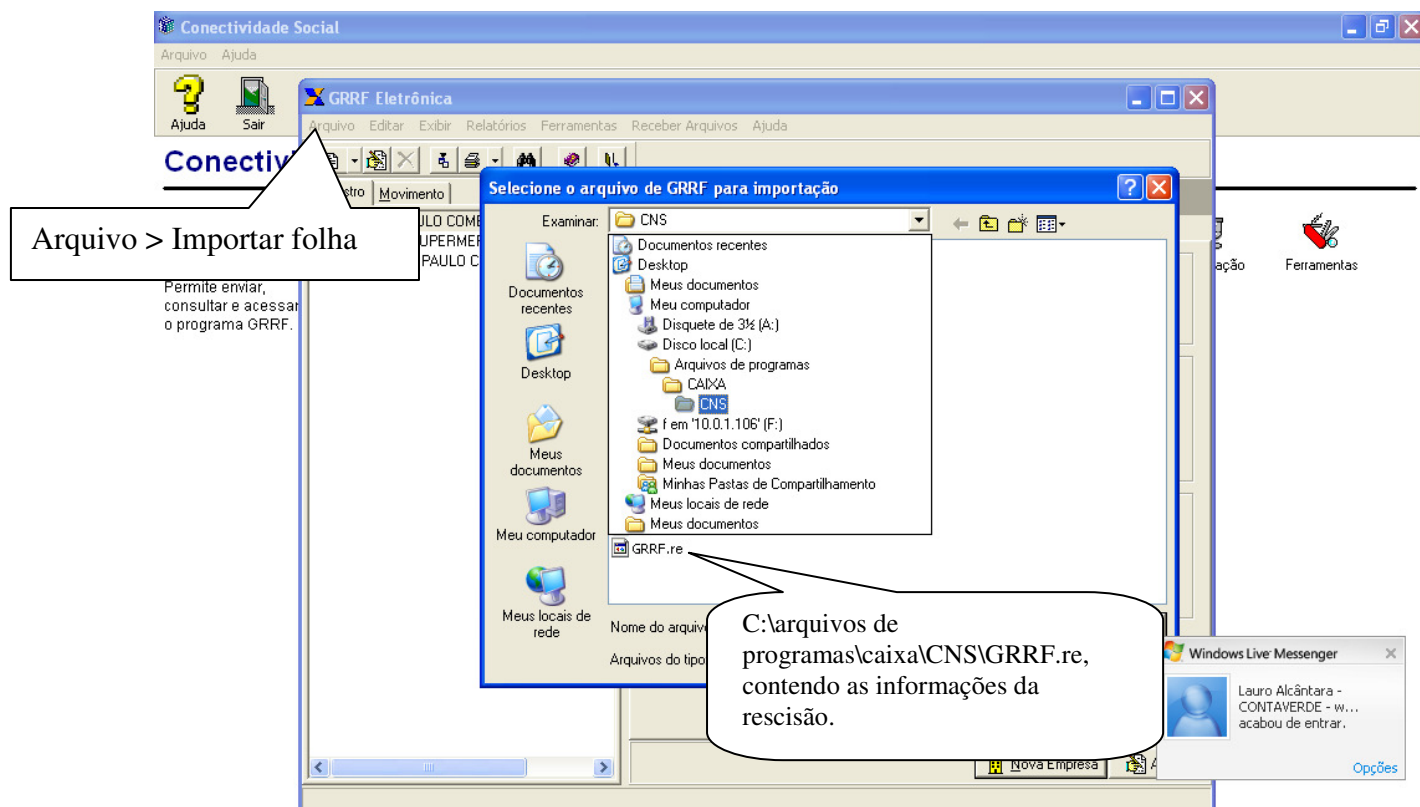 Conectividade Social
Arquivo Ajuda
Ajuda Sair
GRRF Eletrônica
Arquivo Editar Exibir Relatórios Ferramentas Receber Arquivos Ajuda
Movimento
Selecione o arquivo de GRRF para importação
Arquivo > Importar folha
Permite enviar,
consultar e acessar
o programa GRRF.
PAULO C
Examinar: CNS
Documentos recentes
Desktop
Meus documentos
Meu computador
Disquete de 3½ (A:)
Disco local (C:)
Arquivos de programas
CAIXA
CNS
f em '10.0.1.106' (F:)
Documentos compartilhados
Meus documentos
Minhas Pastas de Compartilhamento
Meus locais de rede
Meus documentos
GRRF.re
Documentos
recentes
Desktop
Meus
documentos
Meu computador
Meus locais de
rede
Nome do arquivo
Arquivos do tipo
C:\arquivos de
programas\caixa\CNS\GRRF.re,
contendo as informações da
rescisão.
Ferramentas
Nova Empresa
Windows Live Messenger
Lauro Alcântara -
CONTAVERDE - w...
acabou de entrar.
Opções